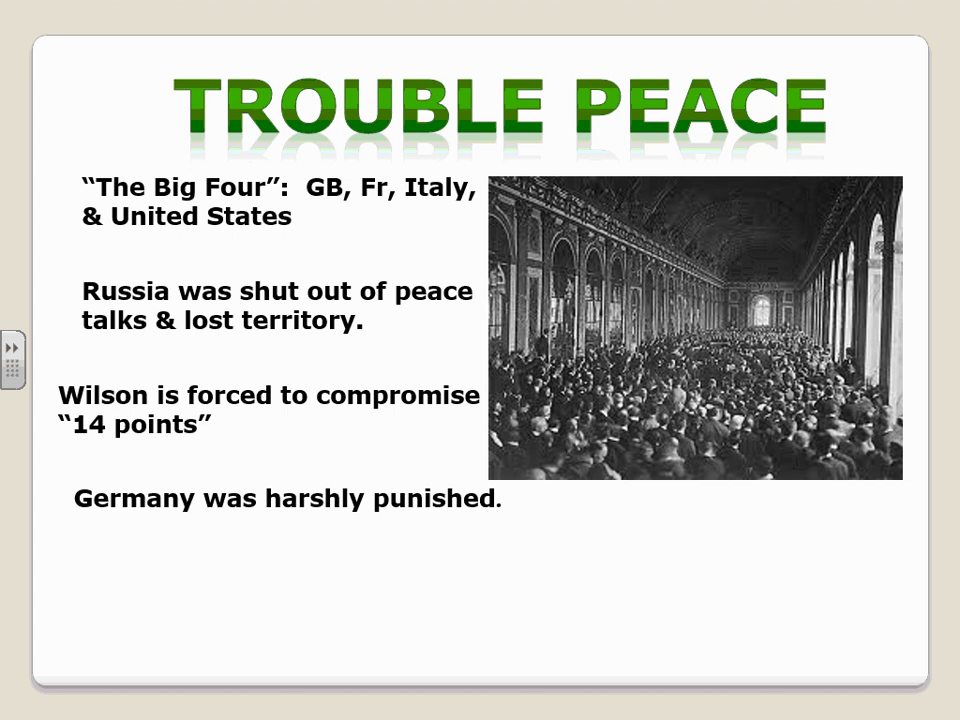 TROUBLE PEACE
“The Big Four”: GB, Fr, Italy,
& United States
Russia was shut out of peace
talks & lost territory.
Wilson is forced to compromise
“14 points”
Germany was harshly punished.